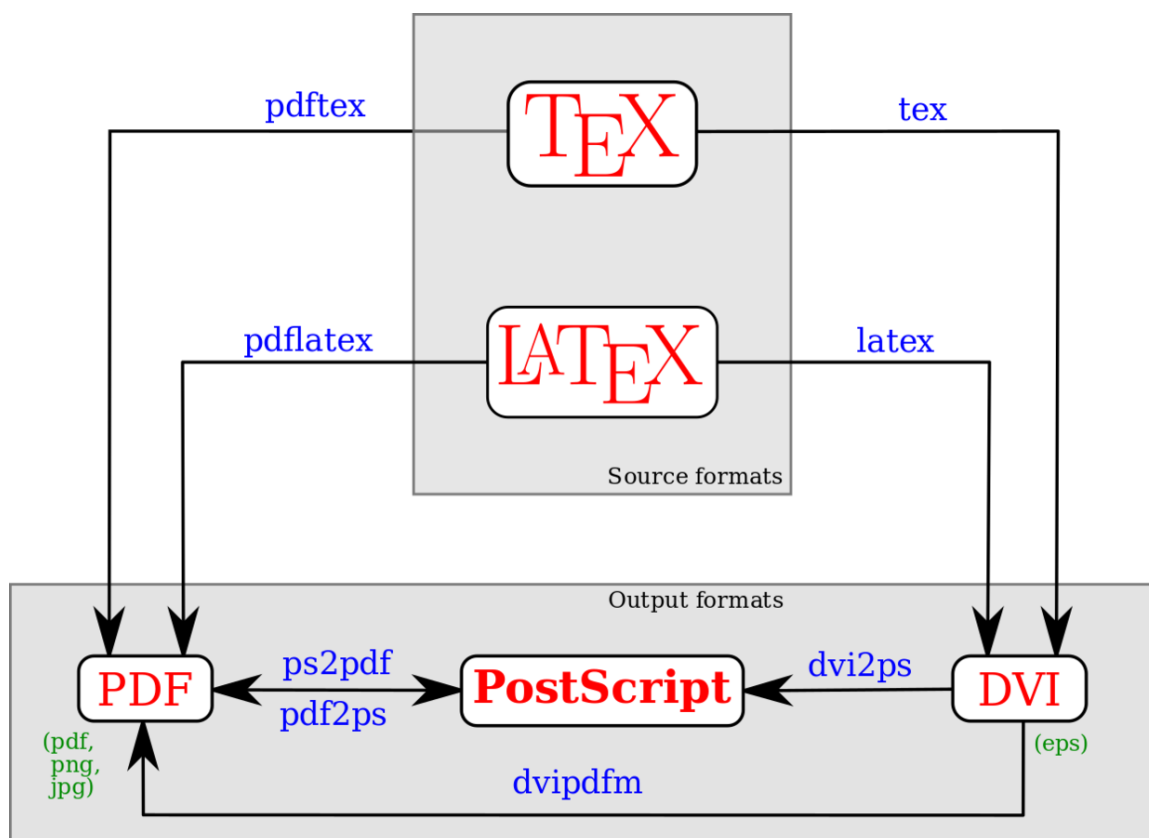 pdftex
TEX
tex
pdflatex
LATEX
latex
Source formats
Output formats
PDF
ps2pdf
pdf2ps
PostScript
dvi2ps
DVI
(pdf,
png,
jpg)
(eps)
dvipdfm